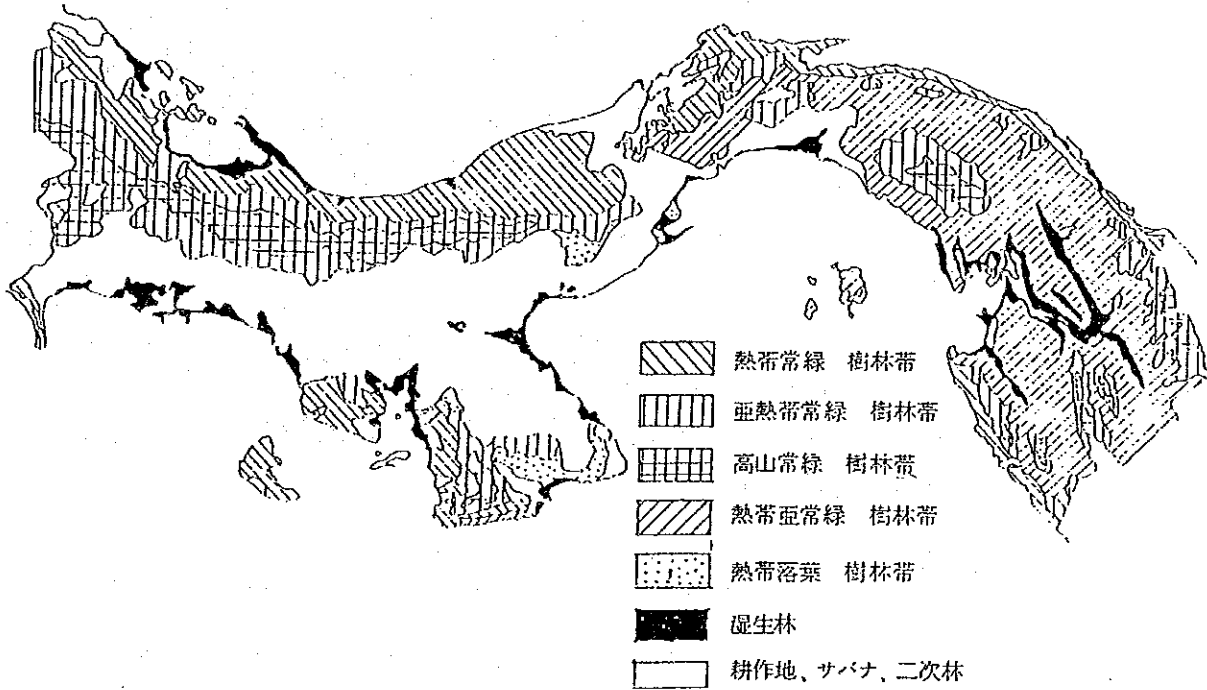 熱帯常緑 樹林帯
亜熱帯常緑 樹林帯
高山常緑 樹林帯
熱帯亜常緑 樹林帯
熱帯落葉 樹林帯
湿生林
耕作地、サバナ、二次林